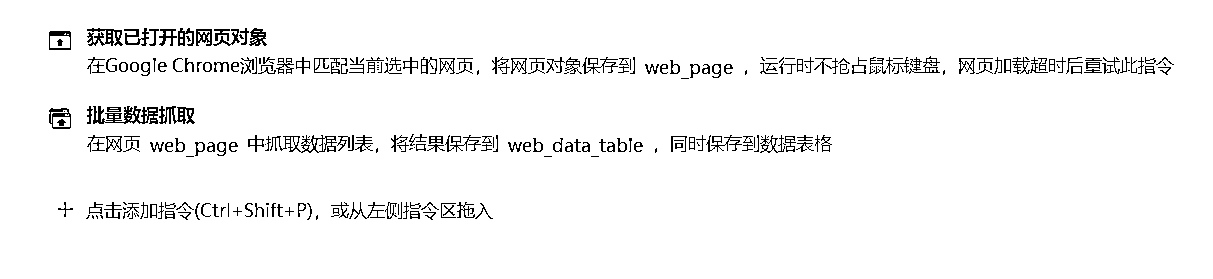 获取已打开的网页对象
在Google Chrome浏览器中匹配当前选中的网页，将网页对象保存到 web_page ，运行时不抢占鼠标键盘，网页加载超时后重试此指令
批量数据抓取
在网页 web_page 中抓取数据列表，将结果保存到 web_data_table ，同时保存到数据表格
点击添加指令(Ctrl+Shift+P)，或从左侧指令区拖入